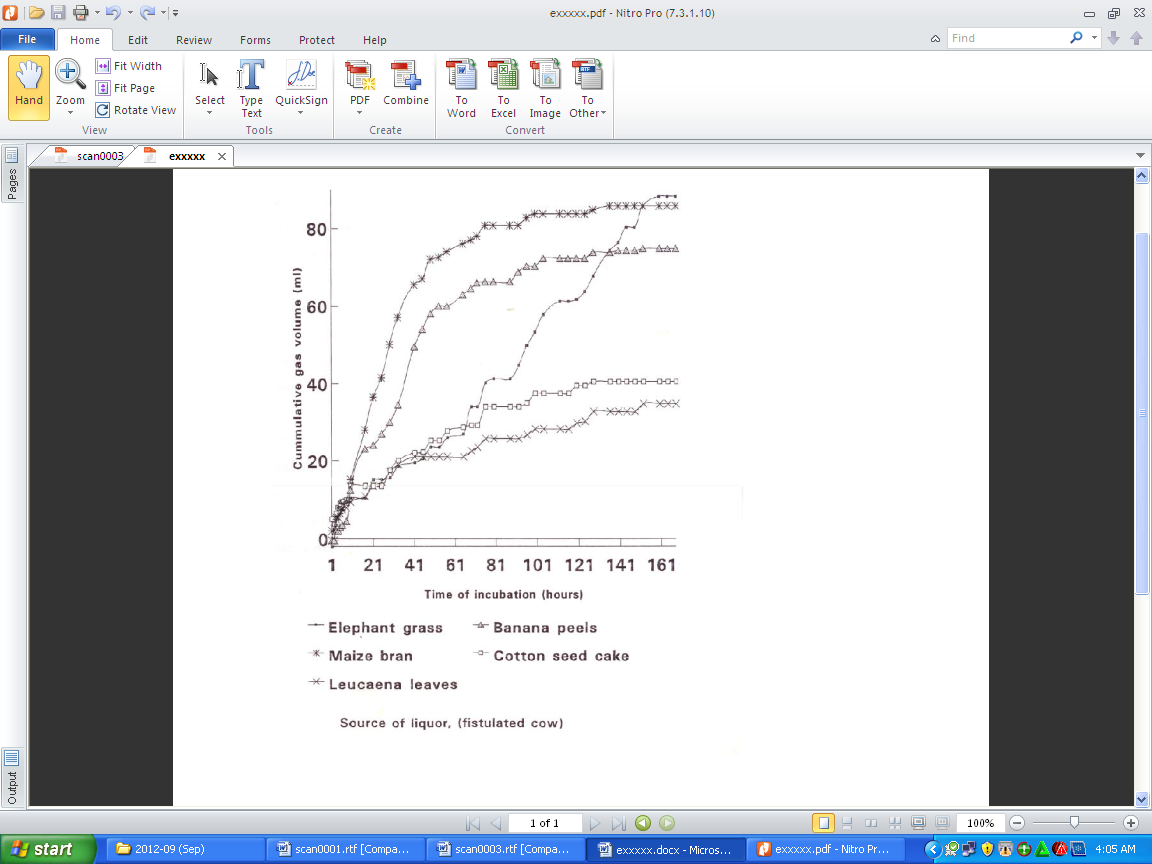 exxxxx.pdf - Nitro Pro (7.3.1.10)
File Home Edit Review Forms Protect Help Find
Hand
Zoom
Fit Width
Fit Page
Rotate View
View
Select
Type Text
QuickSign
Tools
PDF
Combine
Create
To Word
To Excel
To Image
To Other
Convert
scan0003 exxxxx
Pages
Output
Cummulative gas volume (ml)
80
60
40
20
0
1 21 41 61 81 101 121 141 161
Time of incubation (hours)
Elephant grass Banana peels
Maize bran Cotton seed cake
Leucaena leaves
Source of liquor, (fistulated cow)
1 of 1 100%
start 2012-09 (Sep) scan0001.rtf [Compa... scan0003.rtf [Compa... exxxxx.docx - Micros... exxxxx.pdf - Nitro Pr... 4:05 AM